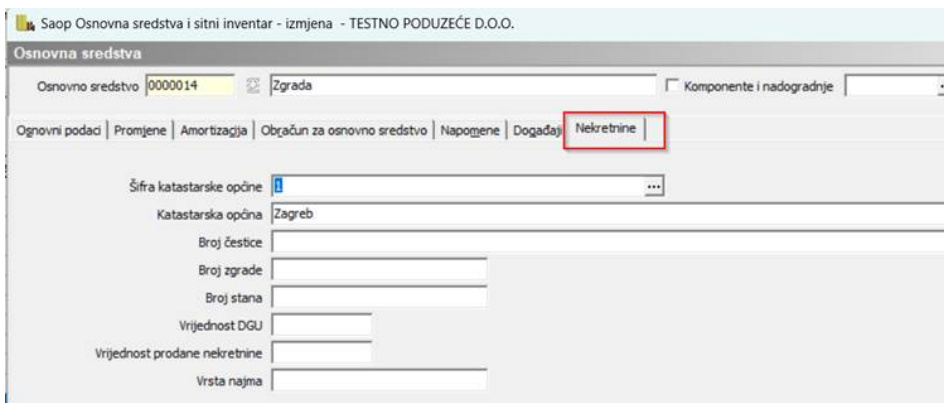 Saop Osnovna sredstva i sitni inventar - izmjena - TESTNO PODUZEĆE D.O.O.
Osnovna sredstva
Osnovno sredstvo 0000014 Zgrada Komponente i nadogradnje
Osnovni podaci Promjene Amortizacija Obračun za osnovno sredstvo Napomene Događaji Nekretnine
Šifra katastarske općine 1 ...
Katastarska općina Zagreb
Broj čestice
Broj zgrade
Broj stana
Vrijednost DGU
Vrijednost prodane nekretnine
Vrsta najma